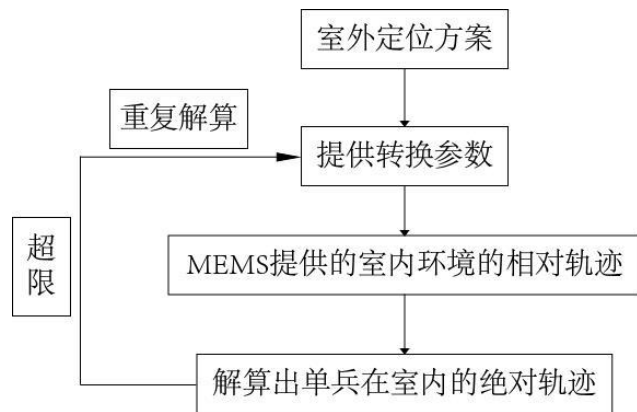 室外定位方案
重复解算
提供转换参数
超
限
MEMS提供的室内环境的相对轨迹
解算出单兵在室内的绝对轨迹